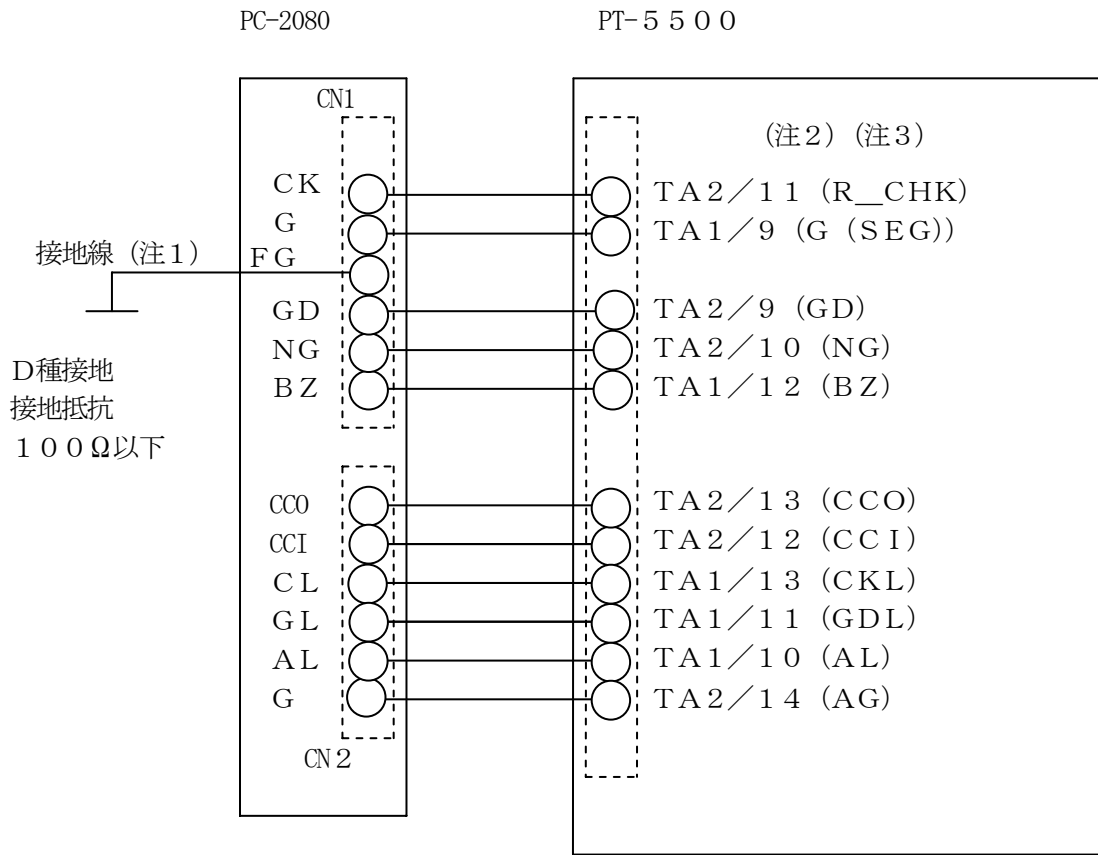 PC-2080
PT-５５００
CN1
(注２) (注３)
CK
TA2／１１ (R__CHK)
G
TA1／９ (G (SEG))
接地線 (注１)
FG
GD
TA2／９ (GD)
NG
TA2／１０ (NG)
BZ
TA1／１２ (BZ)
D種接地
接地抵抗
１００Ω以下
CCO
TA2／１３ (CCO)
CCI
TA2／１２ (CCI)
CL
TA1／１３ (CKL)
GL
TA1／１１ (GDL)
AL
TA1／１０ (AL)
G
TA2／１４ (AG)
CN２